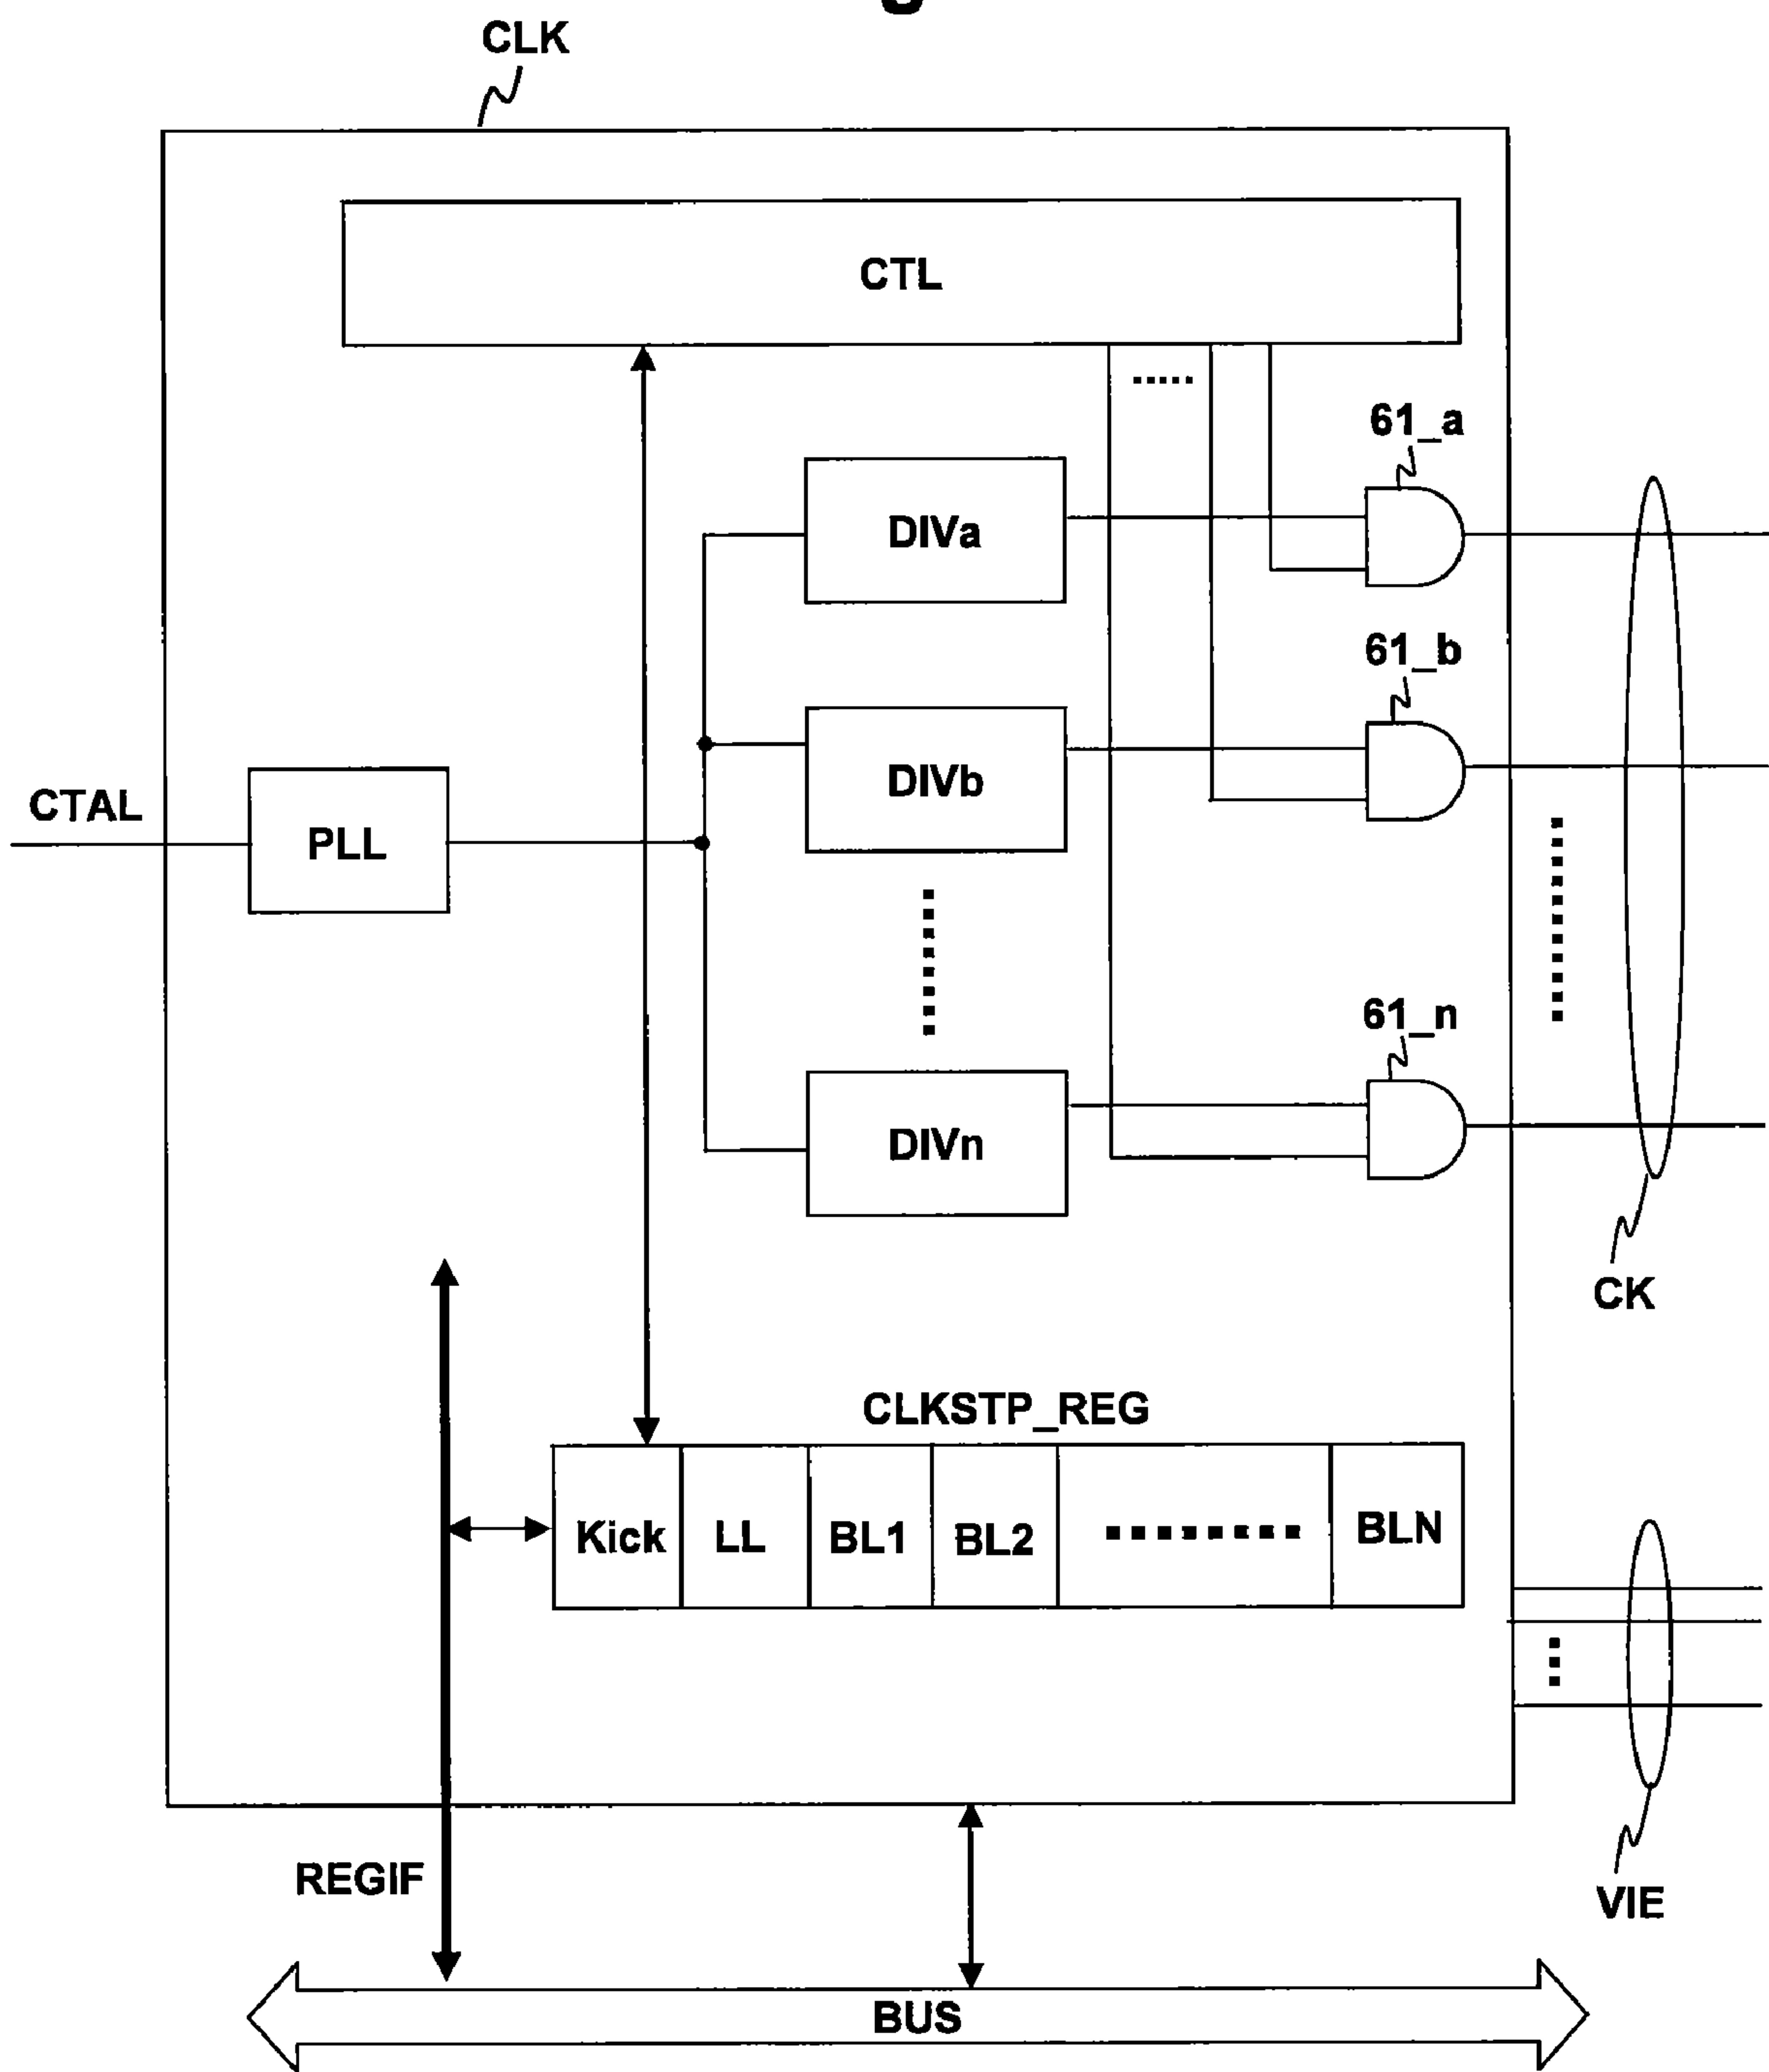 CLK
CTL
61_a
DIVa
61_b
DIVb
CTAL
PLL
61_n
DIVn
CK
CLKSTP_REG
Kick LL BL1 BL2 BLN
REGIF
VIE
BUS